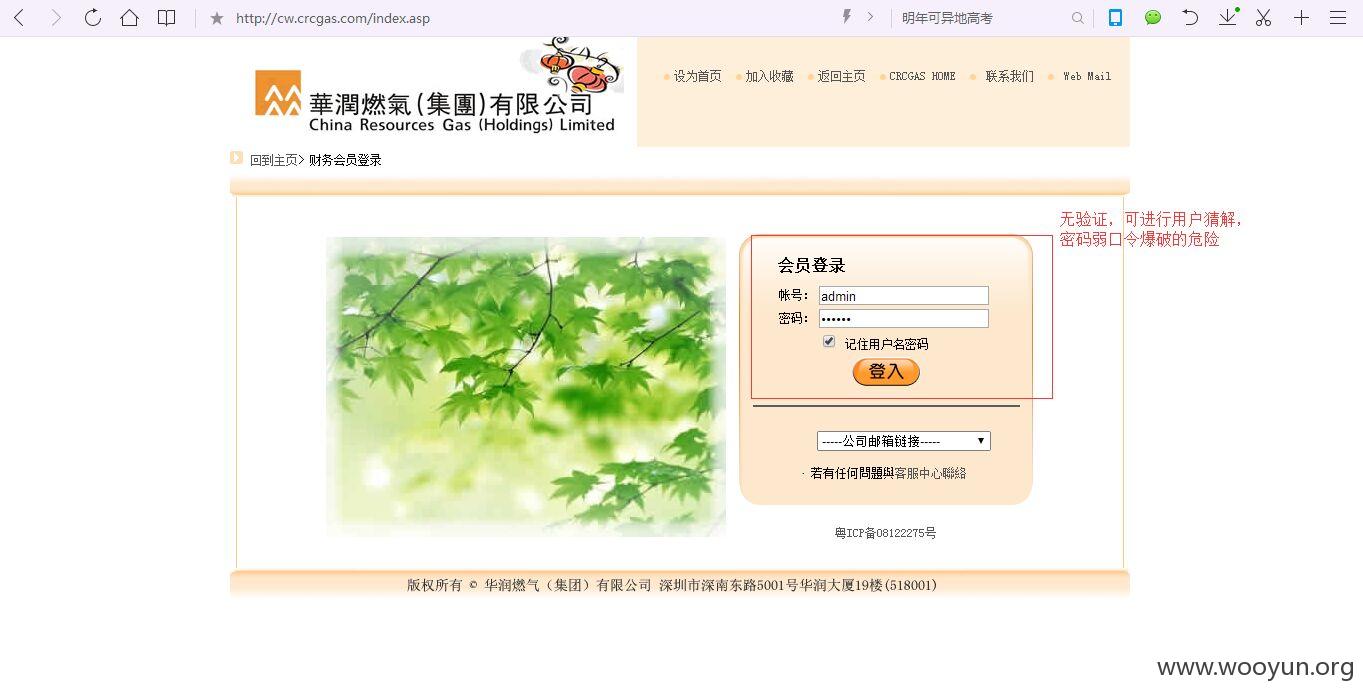 http://cw.crcgas.com/index.asp
明年可异地高考
设为首页 加入收藏 返回主页 CRCGAS HOME 联系我们 Web Mail
華潤燃氣(集團)有限公司
China Resources Gas (Holdings) Limited
回到主页> 财务会员登录
无验证，可进行用户猜解，
密码弱口令爆破的危险
会员登录
帐号： admin
密码： ••••••
记住用户名密码
登入
-----公司邮箱链接-----
· 若有任何問題與客服中心聯絡
粤ICP备08122275号
版权所有 © 华润燃气（集团）有限公司 深圳市深南东路5001号华润大厦19楼(518001)
www.wooyun.org